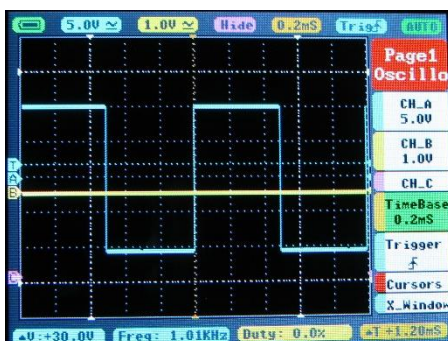 5.0V 1.0V Hide 0.2mS Trig AUTO
Page1
Oscillo
CH_A
5.0V
CH_B
1.0V
CH_C
TimeBase
0.2mS
Trigger
Cursors
X_Window
T
A
B
C
▲V:+30.0V Freq: 1.01KHz Duty: 0.0% ▲T +1.20mS